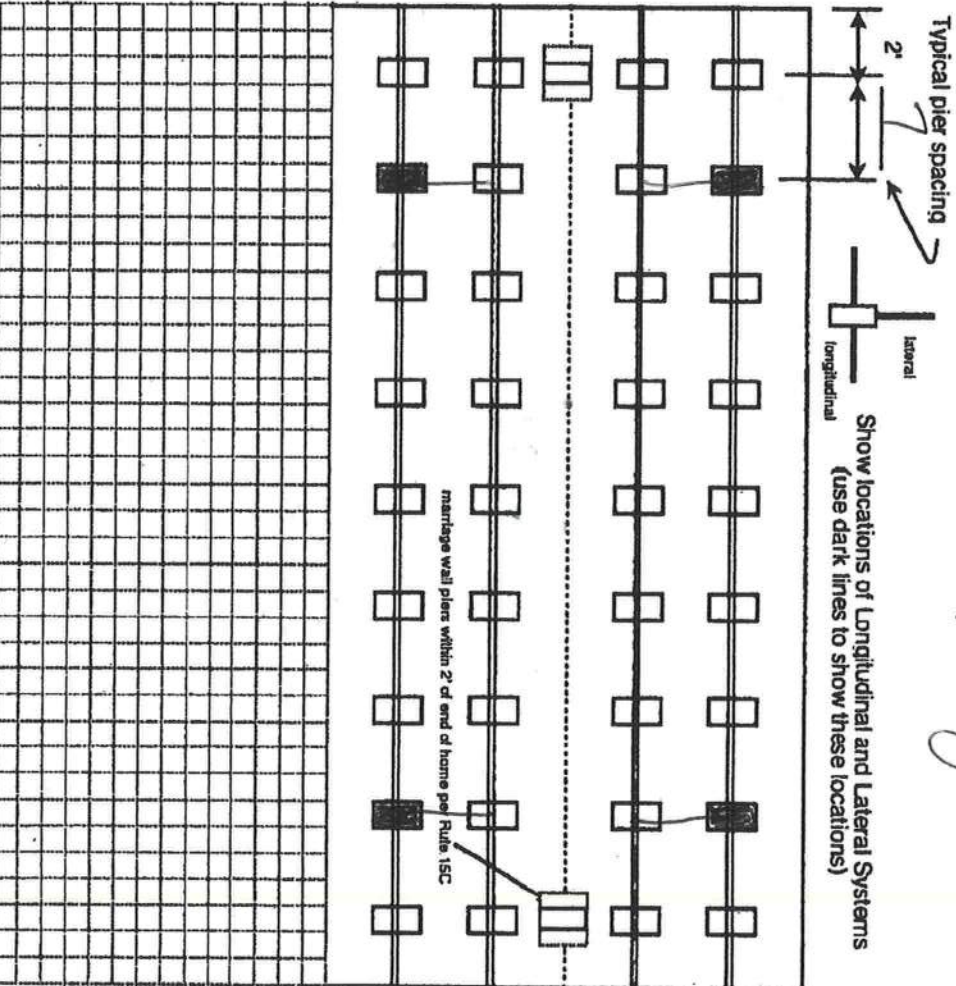 Typical pier spacing
2'
7
lateral
longitudinal
Show locations of Longitudinal and Lateral Systems
(use dark lines to show these locations)
marriage wall piers within 2' of end of home per Rule 15C